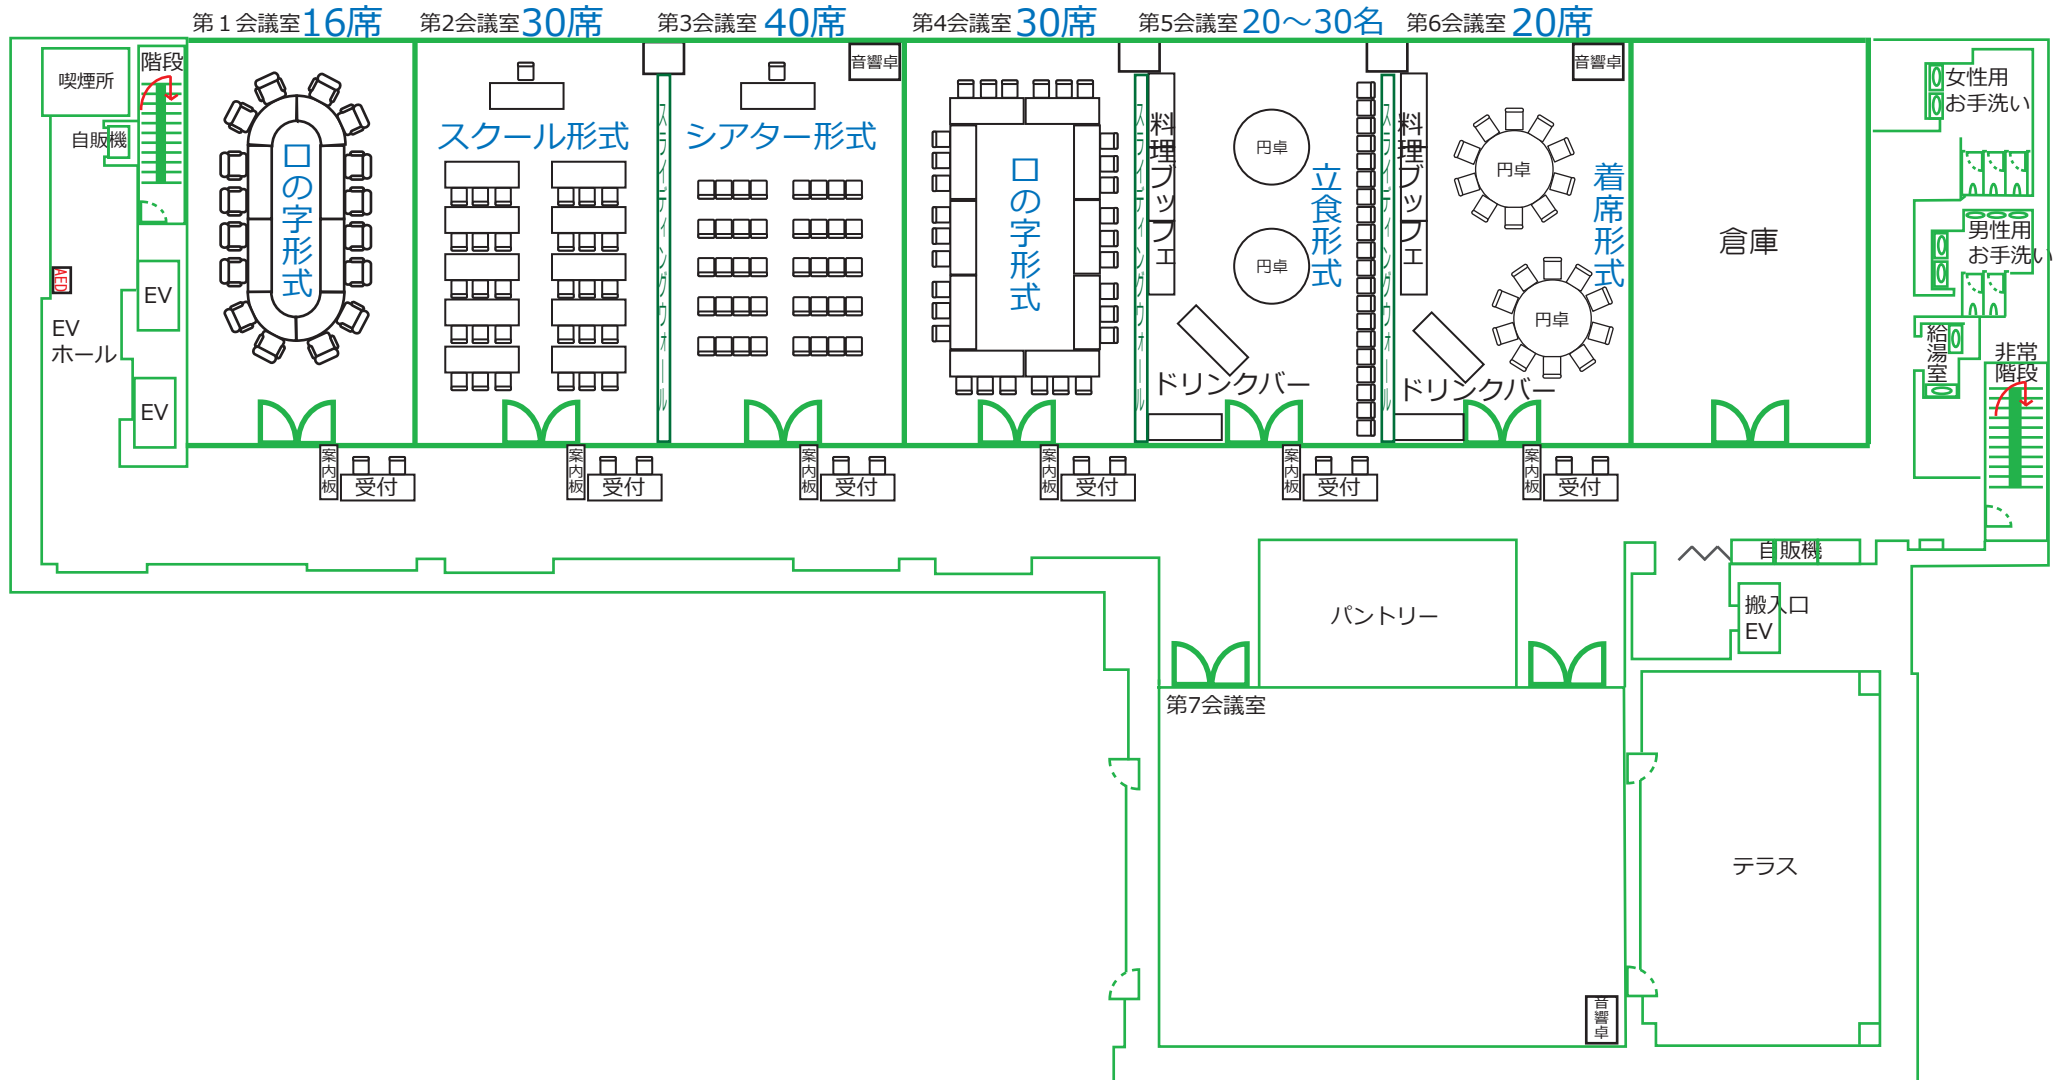 第１会議室16席
第2会議室30席
第3会議室 40席
第4会議室30席
第5会議室20～30名
第6会議室 20席
喫煙所
階段
自販機
AED
EV
EV
ホール
EV
ロの字形式
スクール形式
スライディングウォール
シアター形式
音響卓
ロの字形式
スライディングウォール
料理ブッフェ
円卓
円卓
立食形式
ドリンクバー
スライディングウォール
料理ブッフェ
音響卓
円卓
円卓
着席形式
ドリンクバー
倉庫
女性用
お手洗い
男性用
お手洗い
給湯室
非常
階段
案内板
受付
案内板
受付
案内板
受付
案内板
受付
案内板
受付
案内板
受付
自販機
搬入口
EV
パントリー
第7会議室
音響卓
テラス